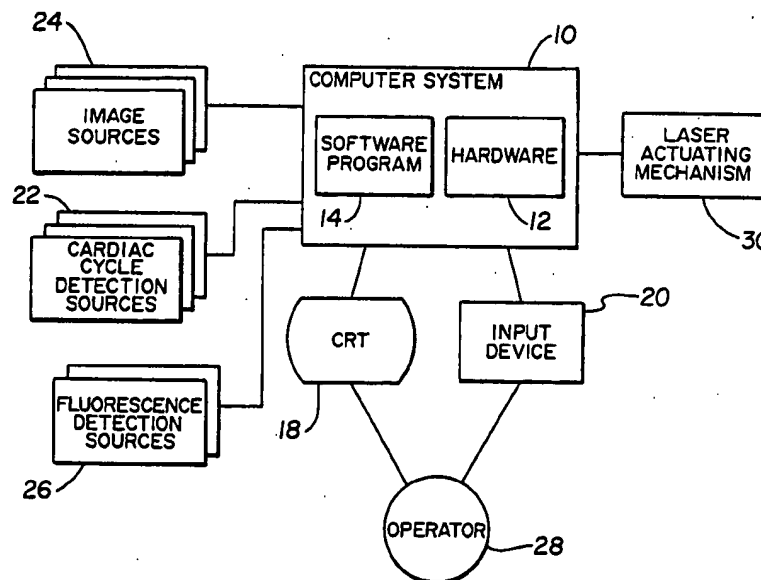 24
10
COMPUTER SYSTEM
IMAGE
SOURCES
SOFTWARE
PROGRAM
HARDWARE
LASER
ACTUATING
MECHANISM
22
14
12
30
CARDIAC
CYCLE
DETECTION
SOURCES
20
CRT
INPUT
DEVICE
FLUORESCENCE
DETECTION
SOURCES
18
26
OPERATOR
28